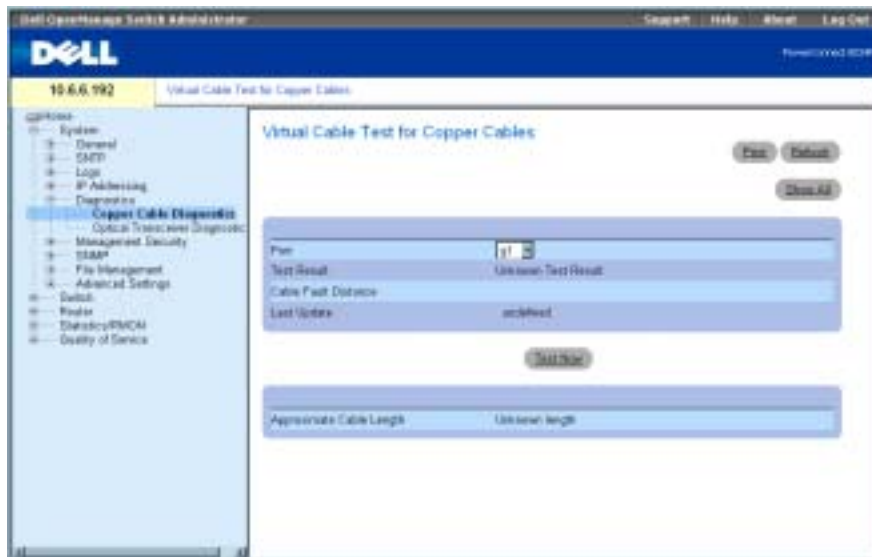 Dell OpenManage Switch Administrator
Support Help About Log Out
DELL
10.6.6.192
Virtual Cable Test for Copper Cables
Home
System
General
SNTP
Logs
IP Addressing
Diagnostics
Copper Cable Diagnostics
Optical Transceiver Diagnostic
Management Security
SNMP
File Management
Advanced Settings
Switch
Router
Statistics/RMON
Quality of Service
Virtual Cable Test for Copper Cables
Print Refresh
Show All
Port g1
Test Result Unknown Test Result
Cable Fault Distance
Last Update undefined
Test Now
Approximate Cable Length Unknown length